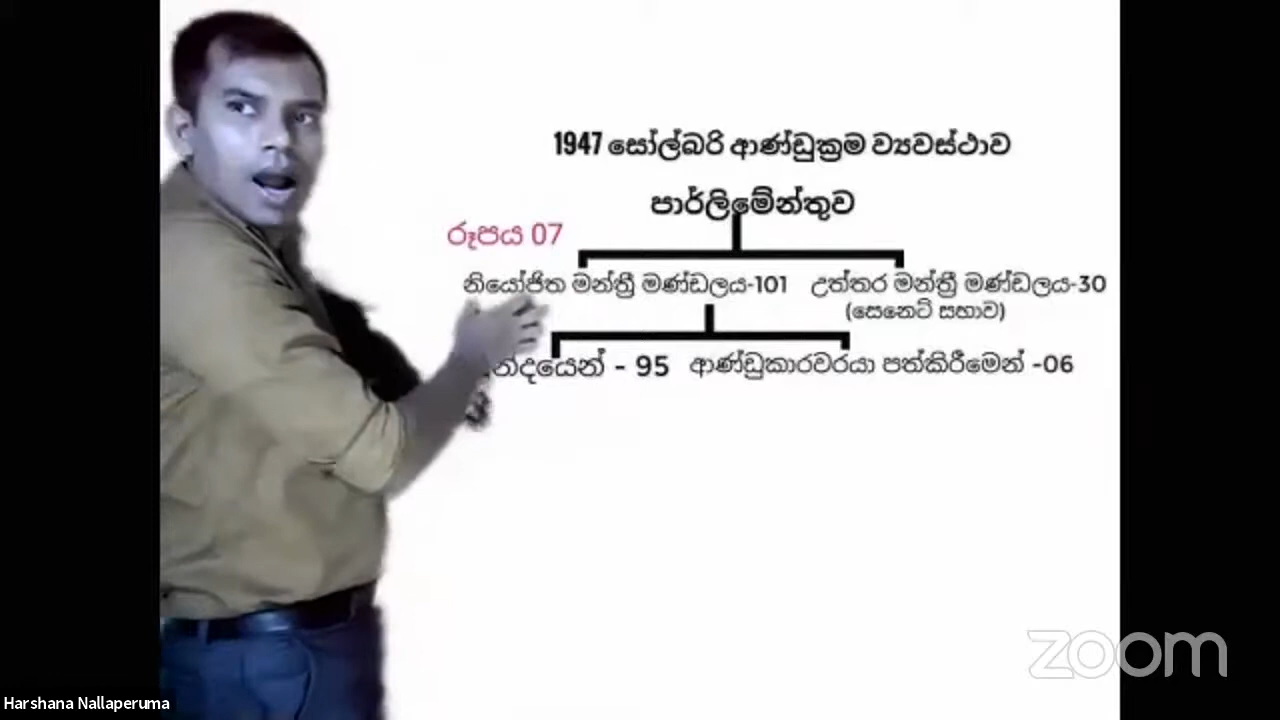 1947 සෝල්බරි ආණ්ඩුක්‍රම ව්‍යවස්ථාව
පාර්ලිමේන්තුව
රූපය 07
නියෝජිත මන්ත්‍රී මණ්ඩලය-101 උත්තර මන්ත්‍රී මණ්ඩලය-30
(සෙනෙට් සභාව)
- 95 ආණ්ඩුකාරවරයා පත්කිරීමෙන් -06
zoom
Harshana Nallaperuma